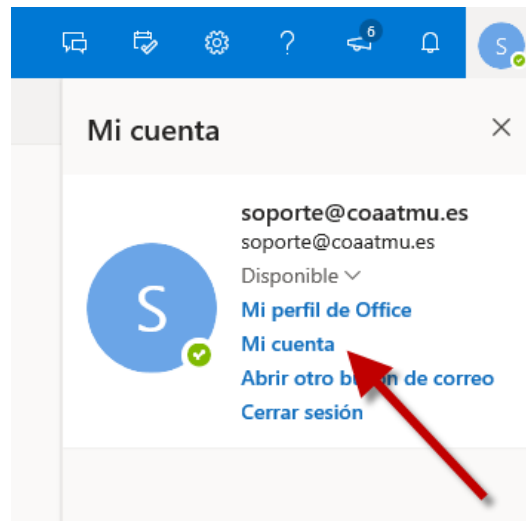 6
S
Mi cuenta
soporte@coaatmu.es
soporte@coaatmu.es
Disponible
S
Mi perfil de Office
Mi cuenta
Abrir otro buzón de correo
Cerrar sesión